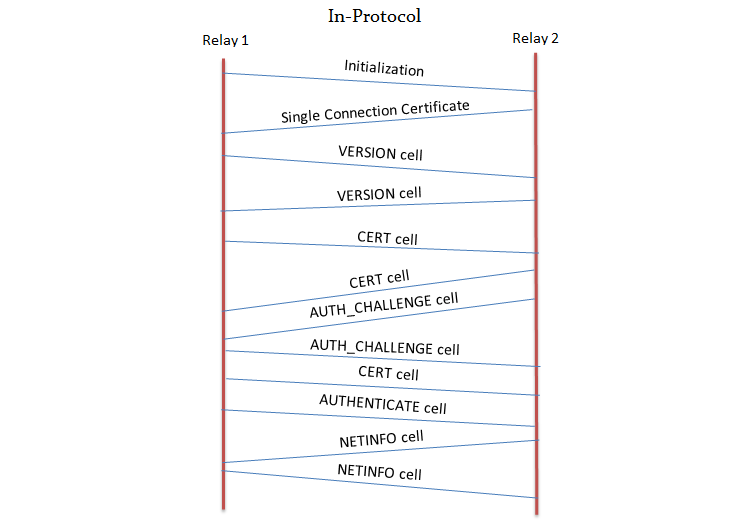 In-Protocol
Relay 1
Relay 2
Initialization
Single Connection Certificate
VERSION cell
VERSION cell
CERT cell
CERT cell
AUTH_CHALLENGE cell
AUTH_CHALLENGE cell
CERT cell
AUTHENTICATE cell
NETINFO cell
NETINFO cell